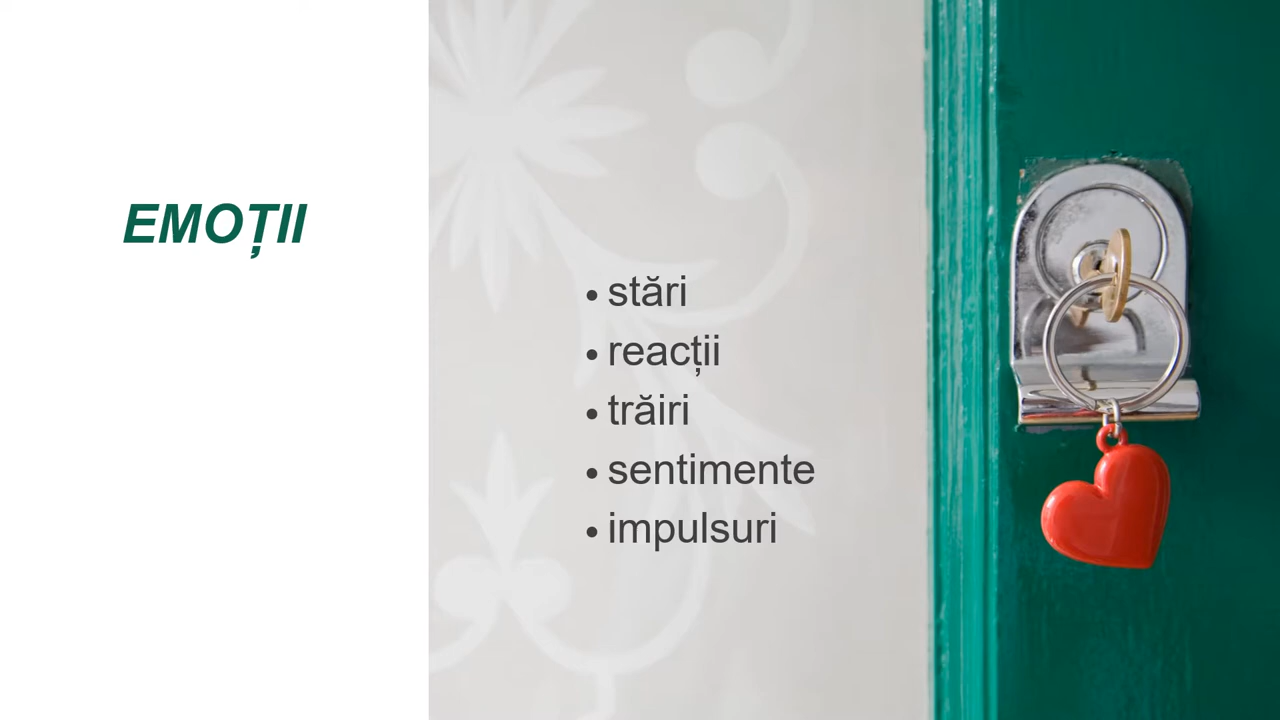 EMOȚII
• stări
• reacții
• trăiri
• sentimente
• impulsuri